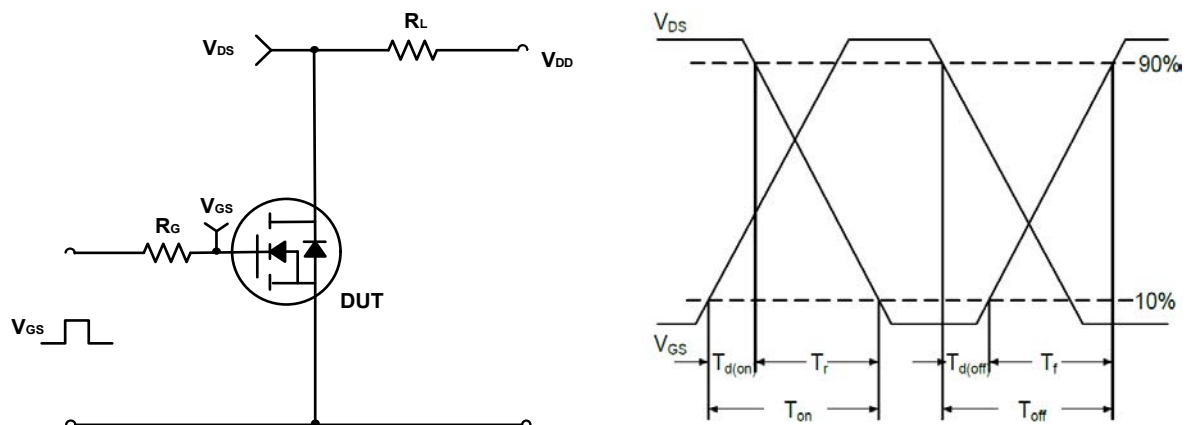 RL
VDS
VDD
VGS
RG
DUT
VGS
VDS
90%
10%
VGS
Td(on)
Tr
Td(off)
Tf
Ton
Toff